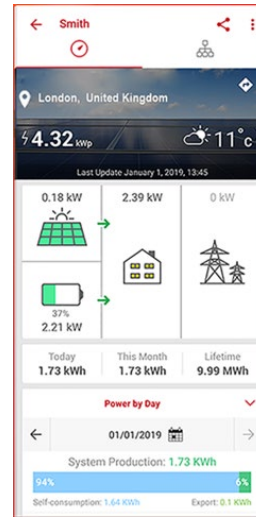 Smith
London, United Kingdom
4.32 kWp
11°c
Last Update January 1, 2019, 13:45
0.18 kW 2.39 kW 0 kW
37%
2.21 kW
Today This Month Lifetime
1.73 kWh 1.73 kWh 9.99 MWh
Power by Day
01/01/2019
System Production: 1.73 KWh
94% 6%
Self-consumption: 1.64 KWh Export: 0.1 KWh